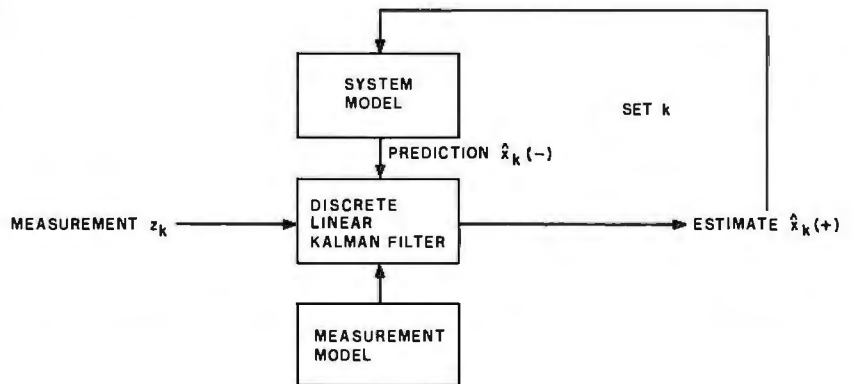 SYSTEM
MODEL
SET k
PREDICTION x̂k(−)
MEASUREMENT zk
DISCRETE
LINEAR
KALMAN FILTER
ESTIMATE x̂k(+)
MEASUREMENT
MODEL